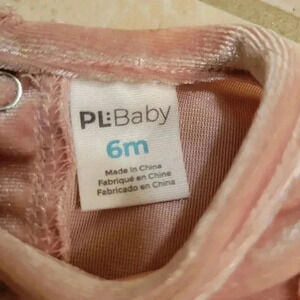 PL:Baby
6m
Made in China
Fabriqué en Chine
Fabricado en China